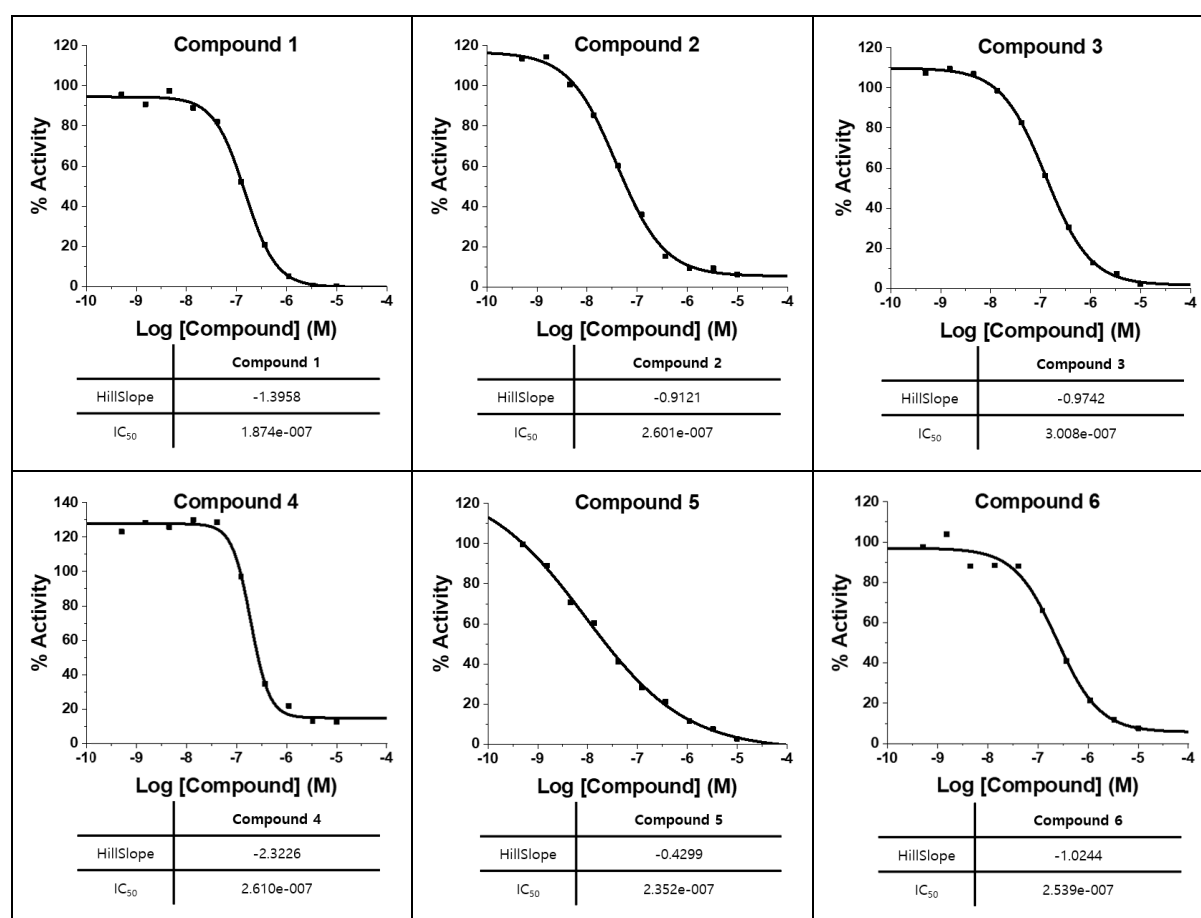 Compound 1
% Activity
120
100
80
60
40
20
0
-10 -9 -8 -7 -6 -5 -4
Log [Compound] (M)
Compound 1
HillSlope -1.3958
IC50 1.874e-007
Compound 2
% Activity
120
100
80
60
40
20
0
-10 -9 -8 -7 -6 -5 -4
Log [Compound] (M)
Compound 2
HillSlope -0.9121
IC50 2.601e-007
Compound 3
% Activity
120
100
80
60
40
20
0
-10 -9 -8 -7 -6 -5 -4
Log [Compound] (M)
Compound 3
HillSlope -0.9742
IC50 3.008e-007
Compound 4
% Activity
140
120
100
80
60
40
20
0
-10 -9 -8 -7 -6 -5 -4
Log [Compound] (M)
Compound 4
HillSlope -2.3226
IC50 2.610e-007
Compound 5
% Activity
120
100
80
60
40
20
0
-10 -9 -8 -7 -6 -5 -4
Log [Compound] (M)
Compound 5
HillSlope -0.4299
IC50 2.352e-007
Compound 6
% Activity
120
100
80
60
40
20
0
-10 -9 -8 -7 -6 -5 -4
Log [Compound] (M)
Compound 6
HillSlope -1.0244
IC50 2.539e-007